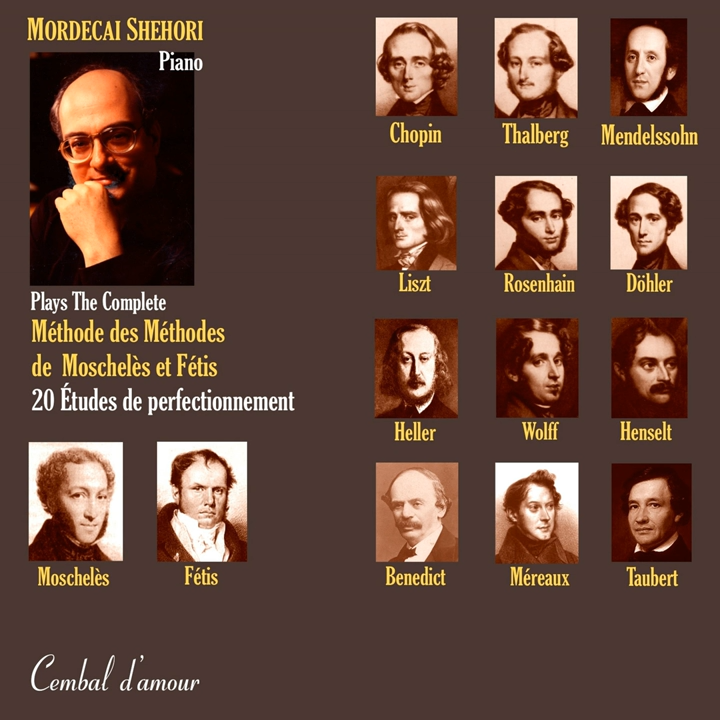 MORDECAI SHEHORI
Piano
Plays The Complete
Méthode des Méthodes
de Moschelès et Fétis
20 Études de perfectionnement
Moschelès Fétis
Chopin Thalberg Mendelssohn
Liszt Rosenhain Döhler
Heller Wolff Henselt
Benedict Méreaux Taubert
Cembal d'amour